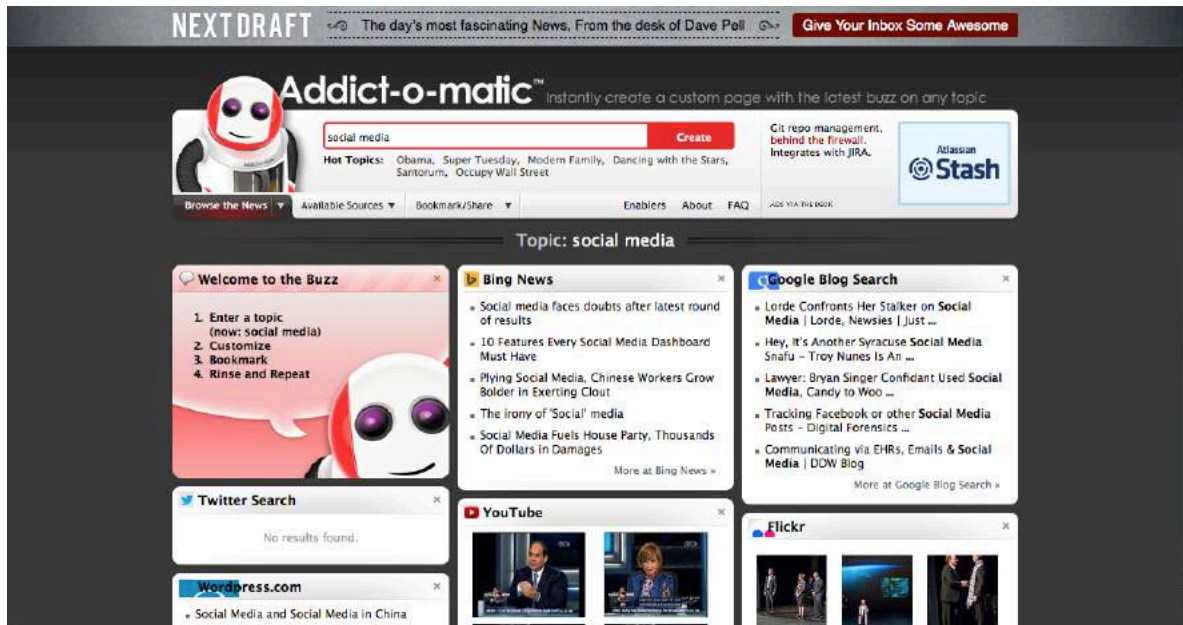 NEXTDRAFT
The day's most fascinating News, From the desk of Dave Pell
Give Your Inbox Some Awesome
Addict-o-matic™
Instantly create a custom page with the latest buzz on any topic
social media
Create
Hot Topics: Obama, Super Tuesday, Modern Family, Dancing with the Stars,
Santorum, Occupy Wall Street
Git repo management,
behind the firewall.
Integrates with JIRA.
Atlassian
Stash
ADS VIA THE DECK
Browse the News ▼
Available Sources ▼
Bookmark/Share ▼
Enablers
About
FAQ
Topic: social media
Welcome to the Buzz
1. Enter a topic
(now: social media)
2. Customize
3. Bookmark
4. Rinse and Repeat
Twitter Search
No results found.
Wordpress.com
Social Media and Social Media in China
Bing News
Social media faces doubts after latest round
of results
10 Features Every Social Media Dashboard
Must Have
Plying Social Media, Chinese Workers Grow
Bolder in Exerting Clout
The irony of 'Social' media
Social Media Fuels House Party, Thousands
Of Dollars in Damages
More at Bing News »
YouTube
Google Blog Search
Lorde Confronts Her Stalker on Social
Media | Lorde, Newsies | Just ...
Hey, It's Another Syracuse Social Media
Snafu – Troy Nunes Is An ...
Lawyer: Bryan Singer Confidant Used Social
Media, Candy to Woo ...
Tracking Facebook or other Social Media
Posts – Digital Forensics ...
Communicating via EHRs, Emails & Social
Media | DDW Blog
More at Google Blog Search »
Flickr